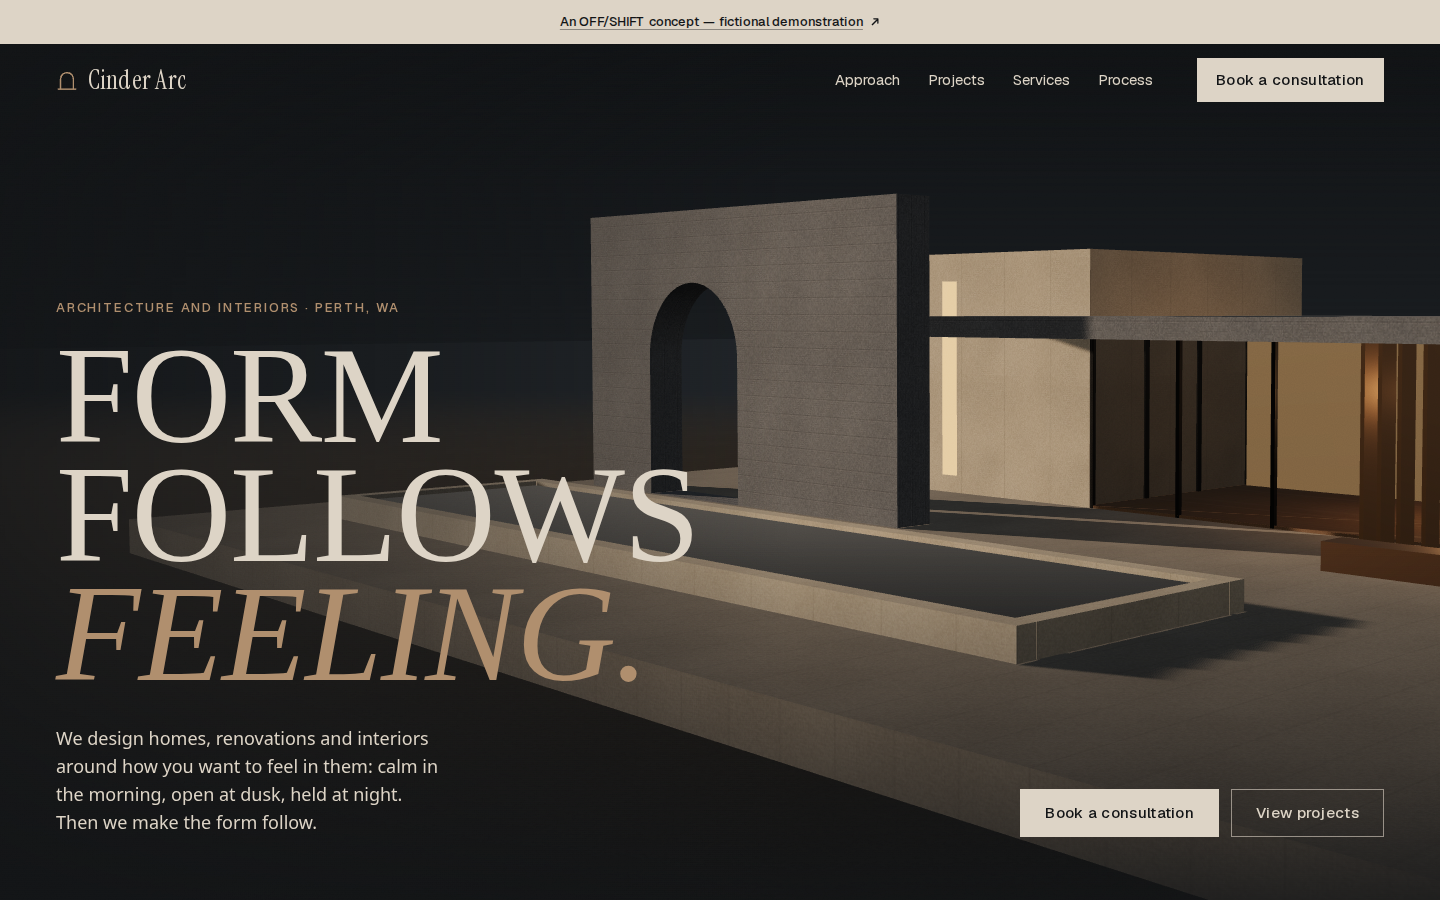 An OFF/SHIFT concept — fictional demonstration ↗
Cinder Arc
Approach
Projects
Services
Process
Book a consultation
ARCHITECTURE AND INTERIORS · PERTH, WA
FORM
FOLLOWS
FEELING.
We design homes, renovations and interiors
around how you want to feel in them: calm in
the morning, open at dusk, held at night.
Then we make the form follow.
Book a consultation
View projects